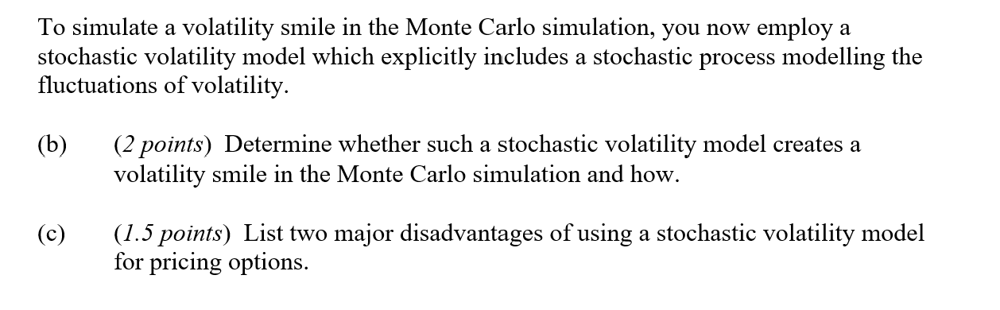 To simulate a volatility smile in the Monte Carlo simulation, you now employ a
stochastic volatility model which explicitly includes a stochastic process modelling the
fluctuations of volatility.
(b) (2 points) Determine whether such a stochastic volatility model creates a
volatility smile in the Monte Carlo simulation and how.
(c) (1.5 points) List two major disadvantages of using a stochastic volatility model
for pricing options.